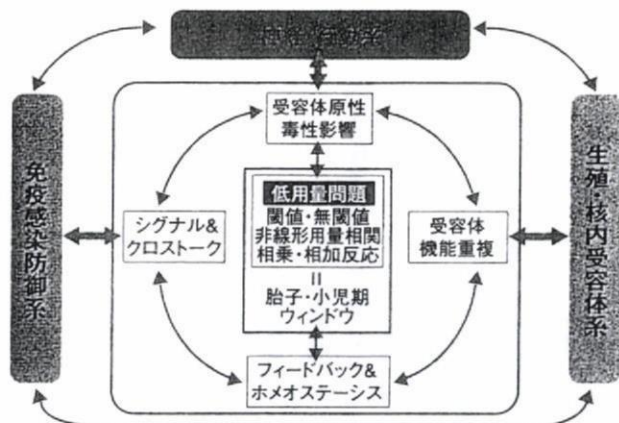 受容体原性
毒性影響
免疫感染防御系
シグナル&
クロストーク
低用量問題
閾値・無閾値
非線形用量相関
相乗・相加反応
=
胎子・小児期
ウィンドウ
受容体
機能重複
生殖・核内受容体系
フィードバック&
ホメオステーシス